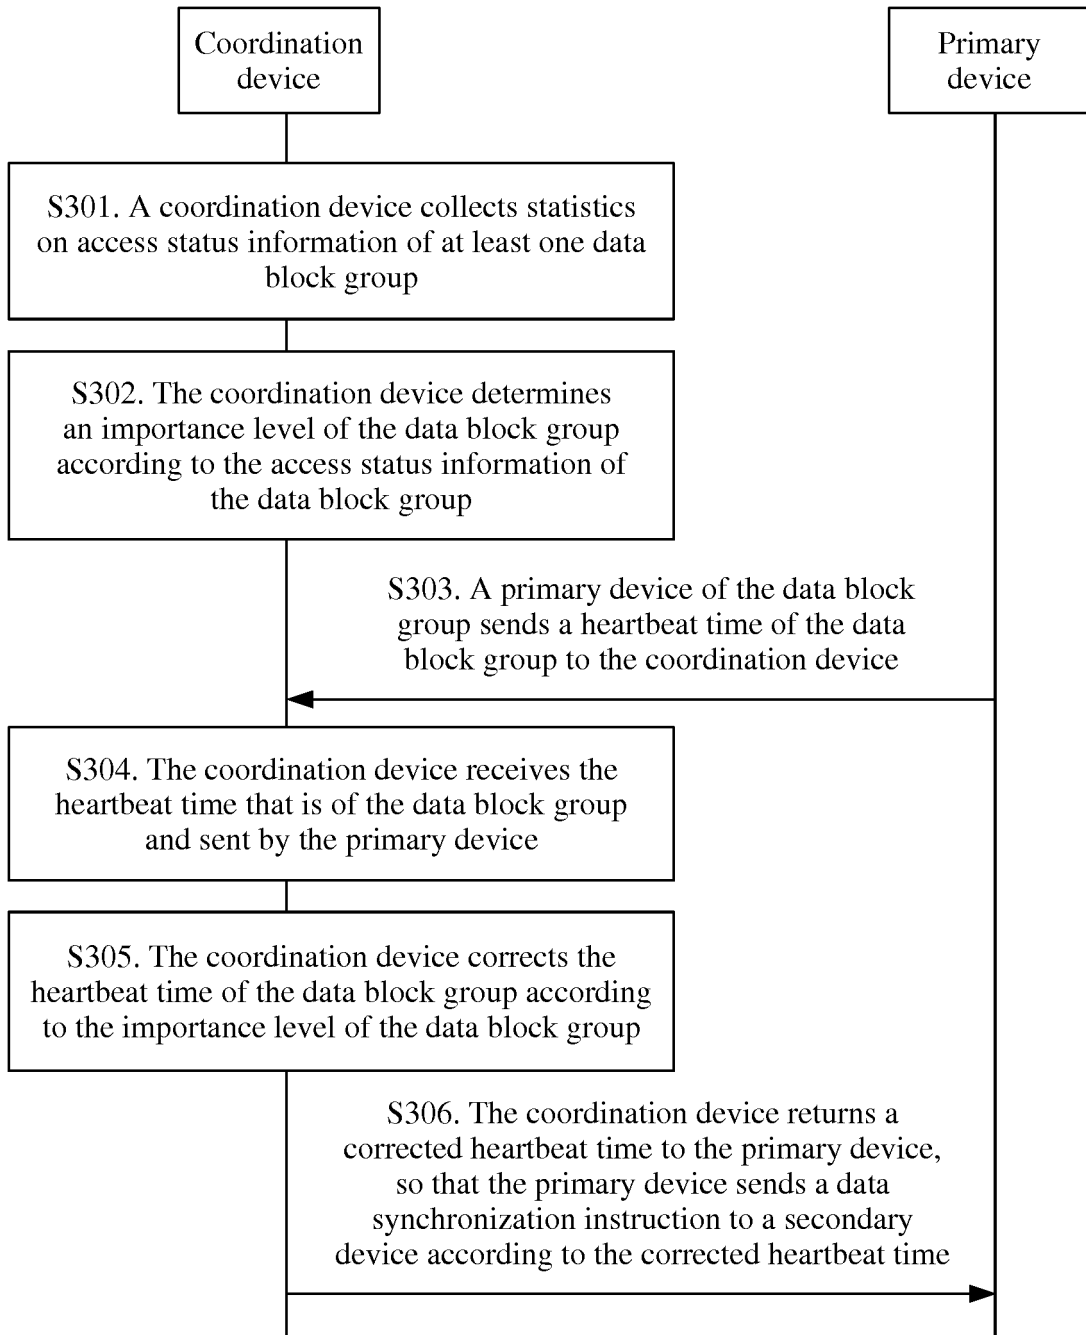 Coordination
device
Primary
device
S301. A coordination device collects statistics
on access status information of at least one data
block group
S302. The coordination device determines
an importance level of the data block group
according to the access status information of
the data block group
S303. A primary device of the data block
group sends a heartbeat time of the data
block group to the coordination device
S304. The coordination device receives the
heartbeat time that is of the data block group
and sent by the primary device
S305. The coordination device corrects the
heartbeat time of the data block group according
to the importance level of the data block group
S306. The coordination device returns a
corrected heartbeat time to the primary device,
so that the primary device sends a data
synchronization instruction to a secondary
device according to the corrected heartbeat time